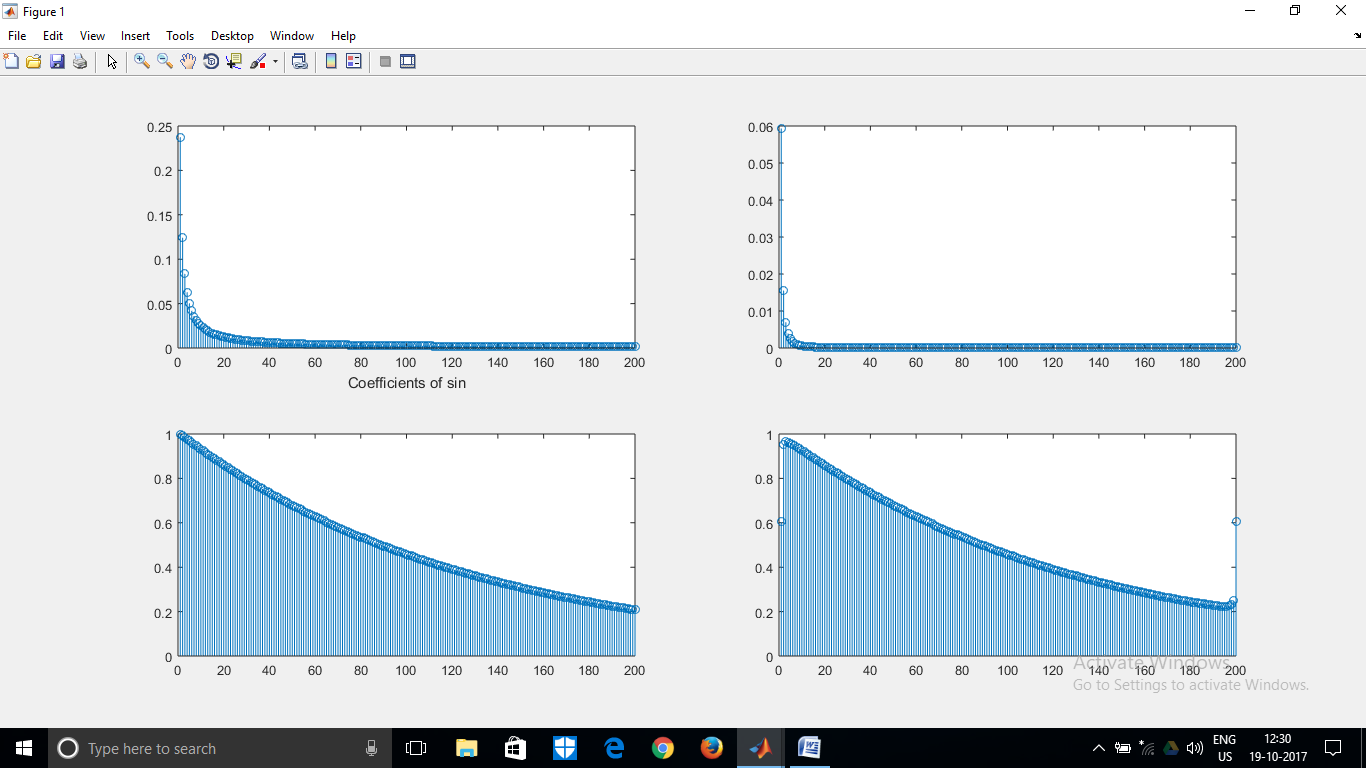 Figure 1
File Edit View Insert Tools Desktop Window Help
0.25
0.2
0.15
0.1
0.05
0
0 20 40 60 80 100 120 140 160 180 200
Coefficients of sin
0.06
0.05
0.04
0.03
0.02
0.01
0
0 20 40 60 80 100 120 140 160 180 200
1
0.8
0.6
0.4
0.2
0
0 20 40 60 80 100 120 140 160 180 200
1
0.8
0.6
0.4
0.2
0
0 20 40 60 80 100 120 140 160 180 200
Activate Windows
Go to Settings to activate Windows.
Type here to search
ENG
US
12:30
19-10-2017